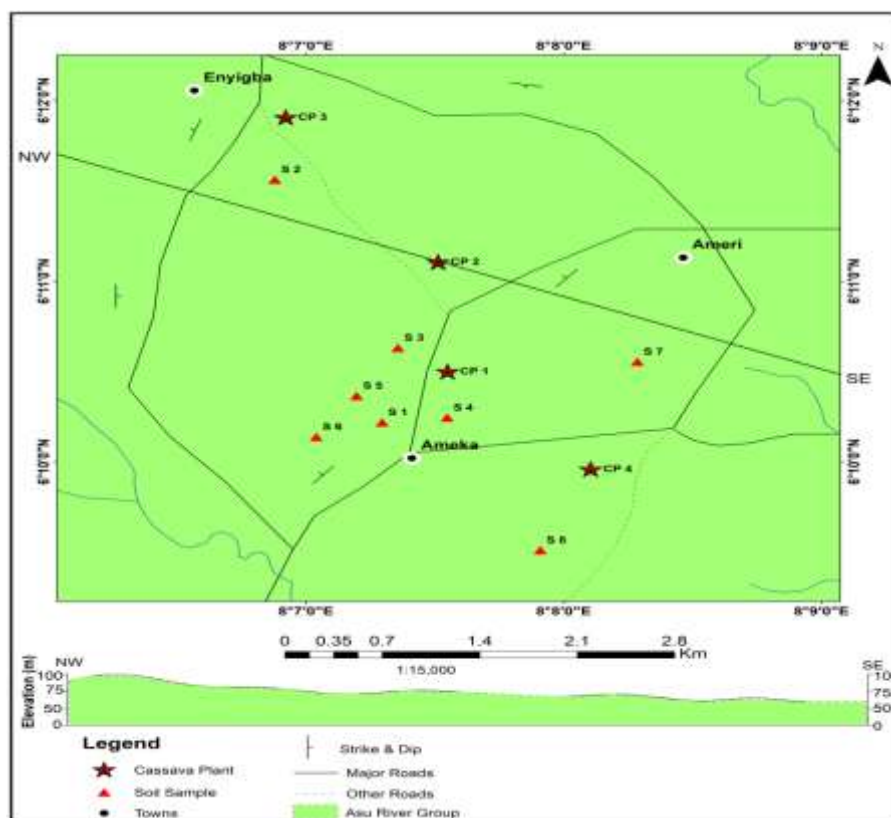 8°7'0"E 8°8'0"E 8°9'0"E
N
Enyigba
6°12'0"N 6°12'0"N
CP 3
NW
S 2
Ameri
CP 2
6°11'0"N 6°11'0"N
S 3
S 7
CP 1
SE
S 5
S 1
S 4
S 6
Ameka
6°10'0"N 6°10'0"N
CP 4
S 8
8°7'0"E 8°8'0"E 8°9'0"E
0 0.35 0.7 1.4 2.1 2.8
Km
1:15,000
NW SE
Elevation (m)
100 100
75 75
50 50
0 0
Legend
Strike & Dip
Cassava Plant
Major Roads
Soil Sample
Other Roads
Towns
Asu River Group